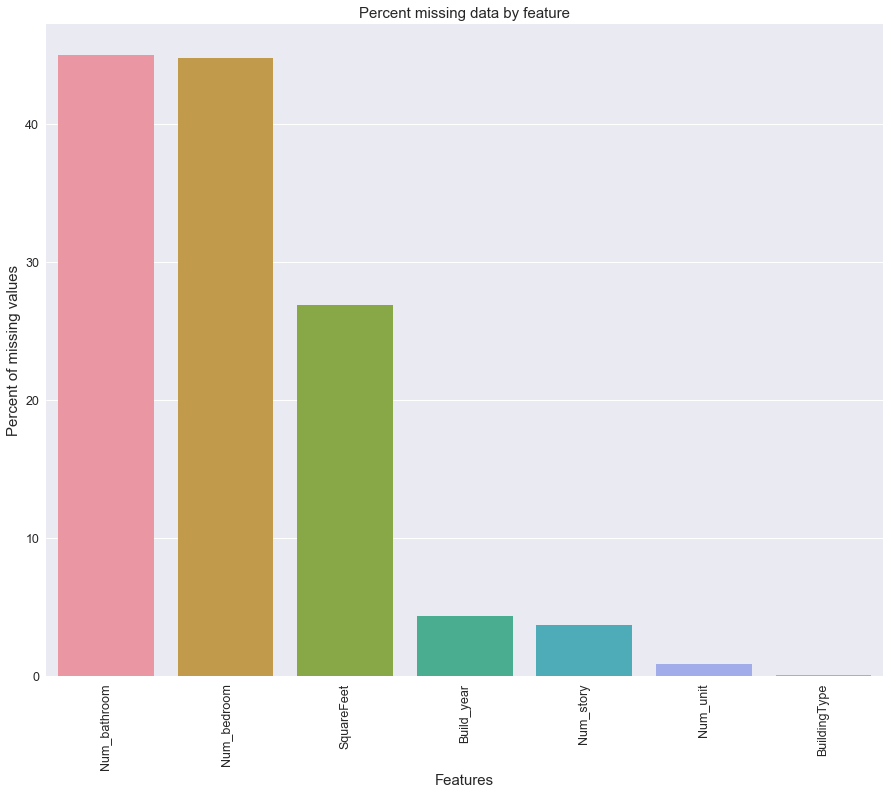 Percent missing data by feature
Percent of missing values
40
30
20
10
0
Num_bathroom
Num_bedroom
SquareFeet
Build_year
Num_story
Num_unit
BuildingType
Features